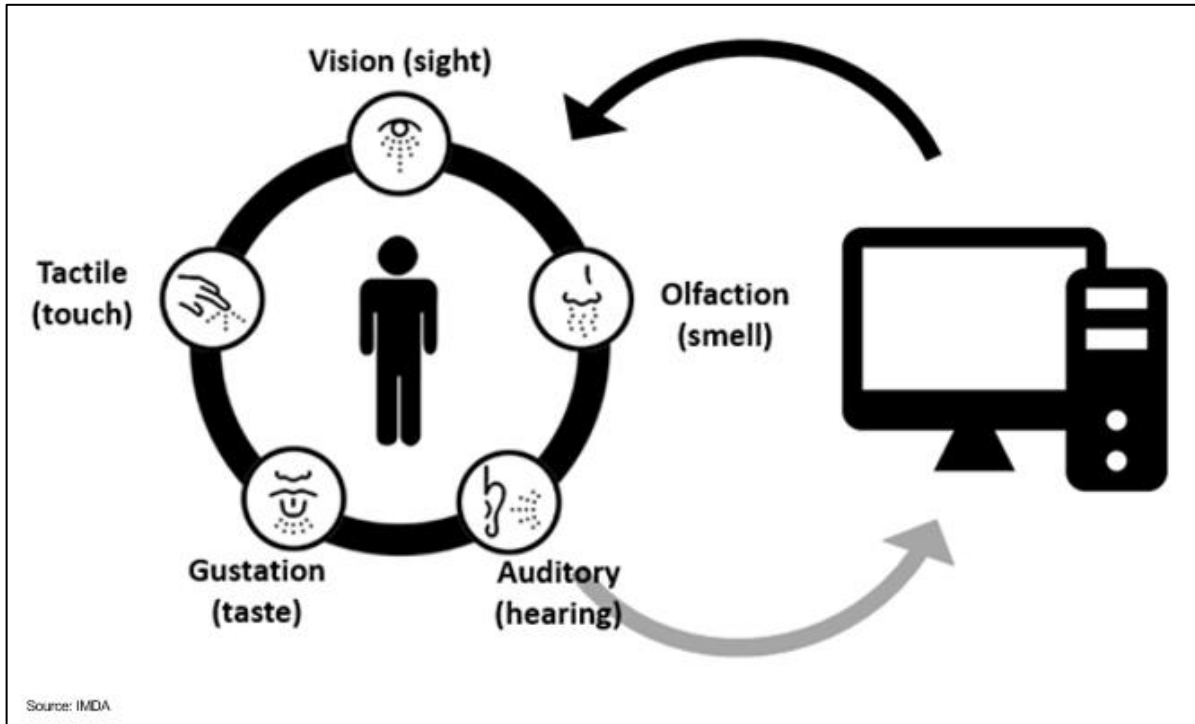 Vision (sight)
Tactile
(touch)
Olfaction
(smell)
Gustation
(taste)
Auditory
(hearing)
Source: IMDA